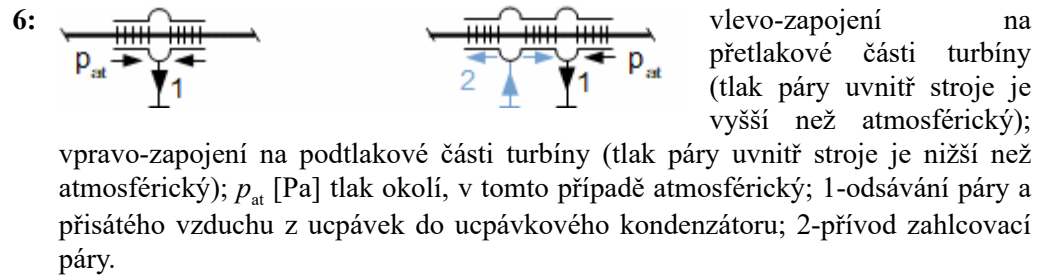 6:
p_at 1
2 1 p_at
vlevo-zapojení na
přetlakové části turbíny
(tlak páry uvnitř stroje je
vyšší než atmosférický);
vpravo-zapojení na podtlakové části turbíny (tlak páry uvnitř stroje je nižší než
atmosférický); p_at [Pa] tlak okolí, v tomto případě atmosférický; 1-odsávání páry a
přisátého vzduchu z ucpávek do ucpávkového kondenzátoru; 2-přívod zahlcovací
páry.